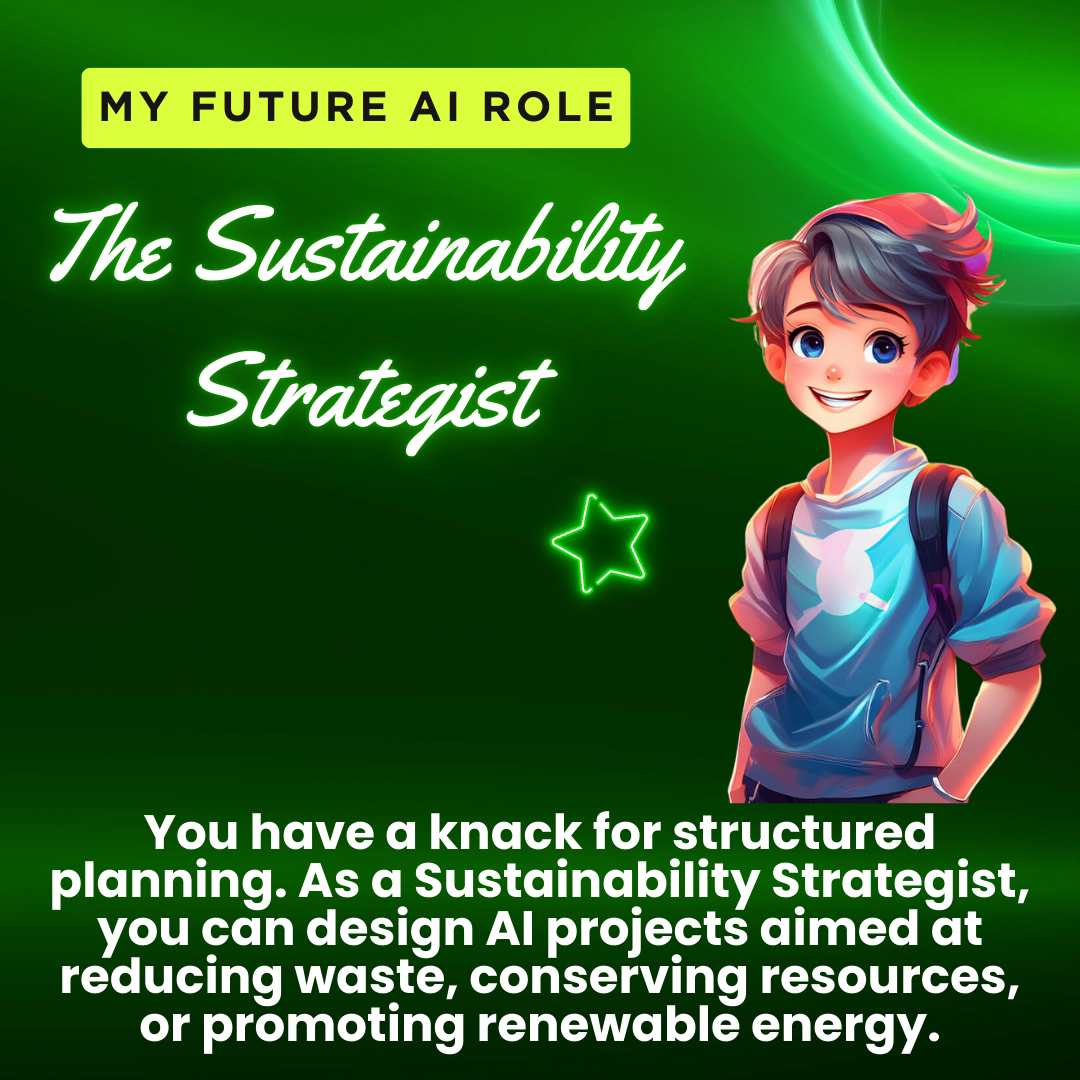 MY FUTURE AI ROLE
The Sustainability
Strategist
You have a knack for structured
planning. As a Sustainability Strategist,
you can design AI projects aimed at
reducing waste, conserving resources,
or promoting renewable energy.